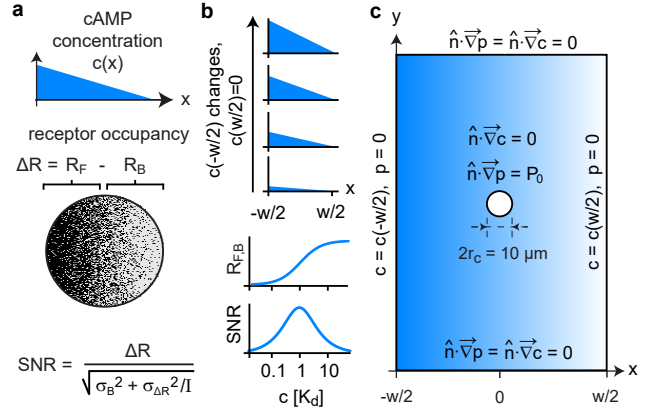 a
cAMP
concentration
c(x)
x
receptor occupancy
ΔR = R_F - R_B
SNR = ΔR / √(σ_B² + σ_ΔR²/I)
b
c(-w/2) changes,
c(w/2)=0
x
-w/2 w/2
R_F,B
SNR
0.1 1 10
c [K_d]
c
y
n̂·∇⃗p = n̂·∇⃗c = 0
c = c(-w/2), p = 0
n̂·∇⃗c = 0
n̂·∇⃗p = P₀
2r_c = 10 µm
c = c(w/2), p = 0
n̂·∇⃗p = n̂·∇⃗c = 0
x
-w/2 0 w/2